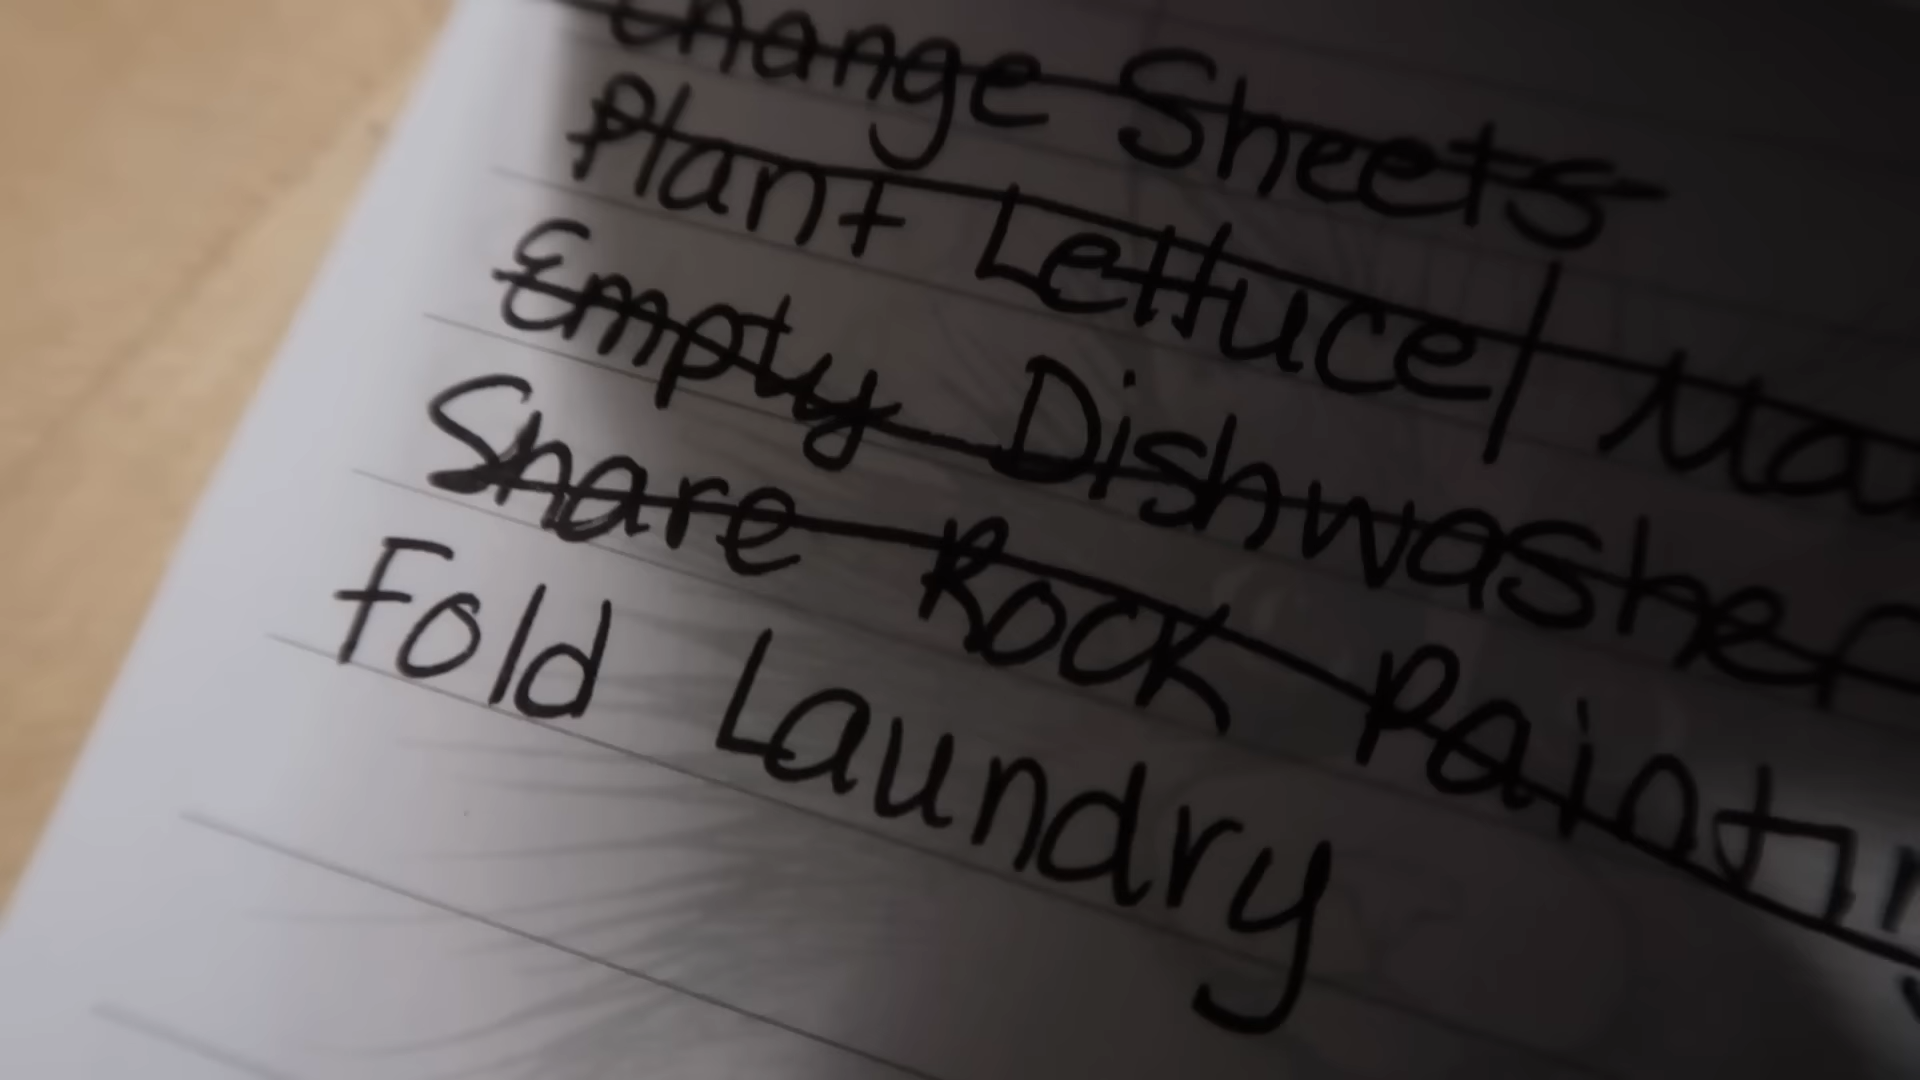 Change Sheets
Plant Lettuce/
Empty Dishwasher
Share Rock
Fold Laundry